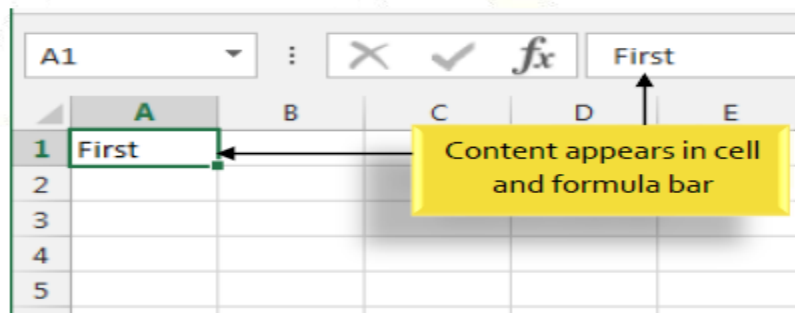 A1 fx First
A B C D E
1 First
Content appears in cell
and formula bar
2
3
4
5